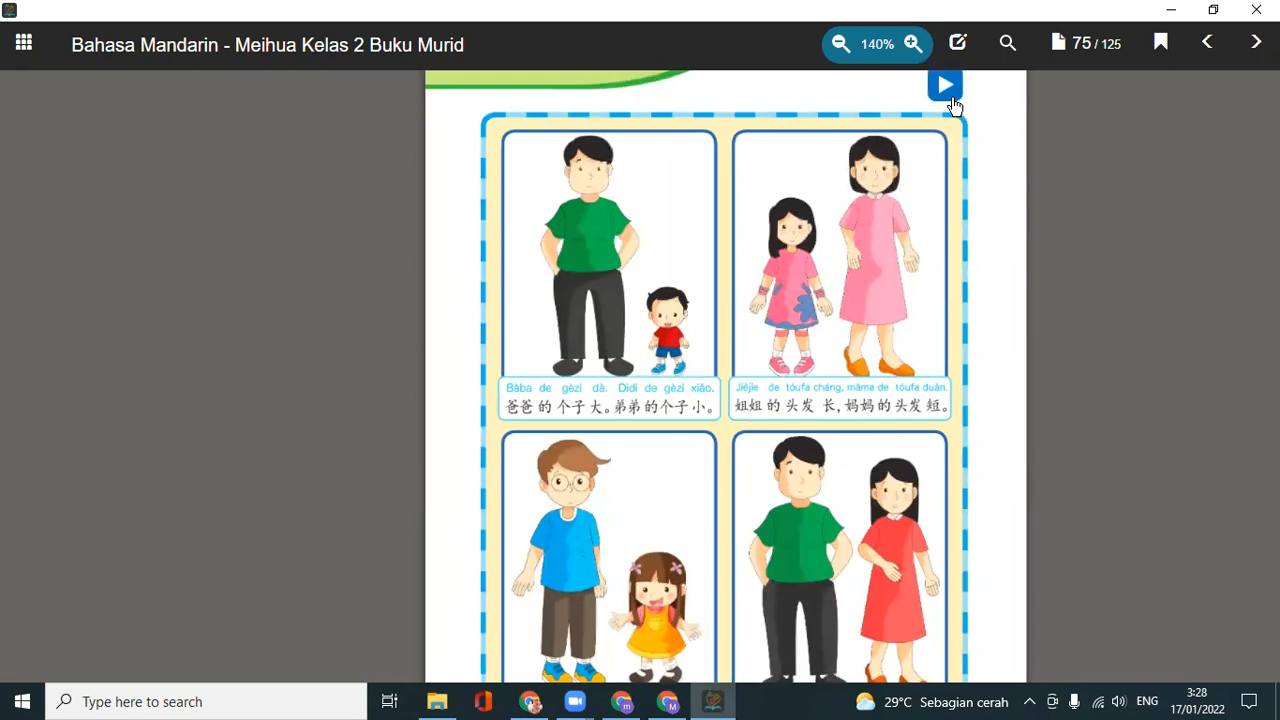 Bahasa Mandarin - Meihua Kelas 2 Buku Murid
140%
75 / 125
Bàba de gèzi dà. Dìdi de gèzi xiǎo.
爸爸的个子大。弟弟的个子小。
Jiějie de tóufa cháng, māma de tóufa duǎn.
姐姐的头发长,妈妈的头发短。
Type here to search
29°C Sebagian cerah
ENG
3:28
17/01/2022